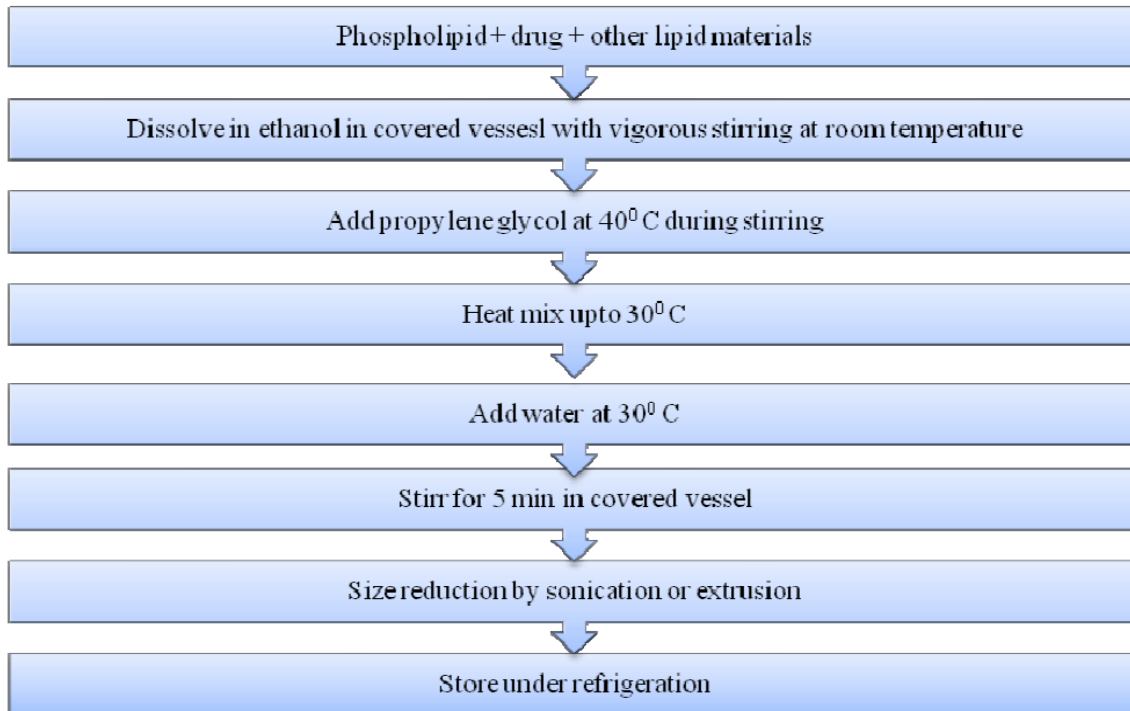 Phospholipid + drug + other lipid materials
Dissolve in ethanol in covered vessesl with vigorous stirring at room temperature
Add propylene glycol at 40⁰ C during stirring
Heat mix upto 30⁰ C
Add water at 30⁰ C
Stirr for 5 min in covered vessel
Size reduction by sonication or extrusion
Store under refrigeration